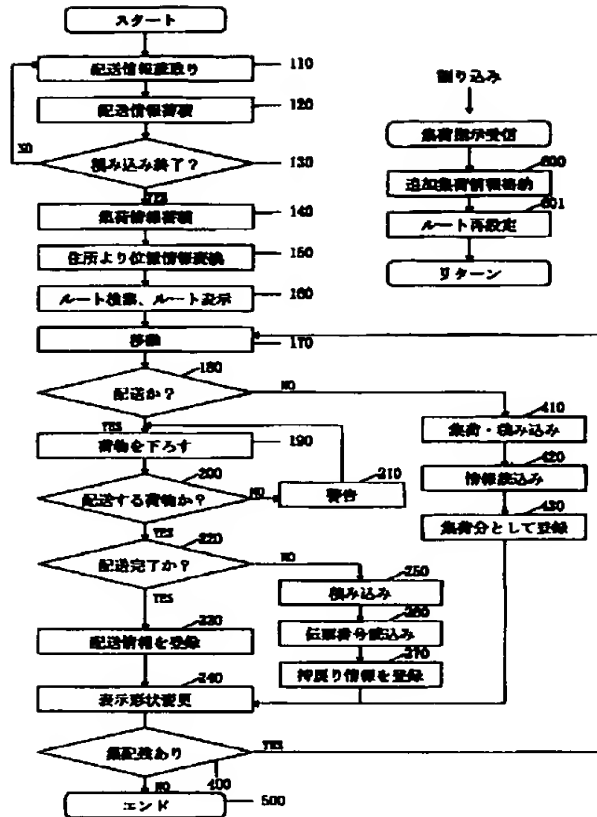 スタート
配送情報読取り
110
配送情報蓄積
120
NO
積み込み終了?
130
YES
集荷情報蓄積
140
住所より位置情報変換
150
ルート検索、ルート表示
160
移動
170
配送か?
180
NO
YES
荷物を下ろす
190
配送する荷物か?
200
NO
警告
210
YES
配送完了か?
220
NO
YES
積み込み
250
伝票番号読込み
260
持戻り情報を登録
270
配送情報を登録
230
表示形状変更
240
集配残あり
YES
400
NO
エンド
500
集荷・積み込み
410
情報読込み
420
集荷分として登録
430
割り込み
集荷指示受信
追加集荷情報格納
600
ルート再設定
601
リターン